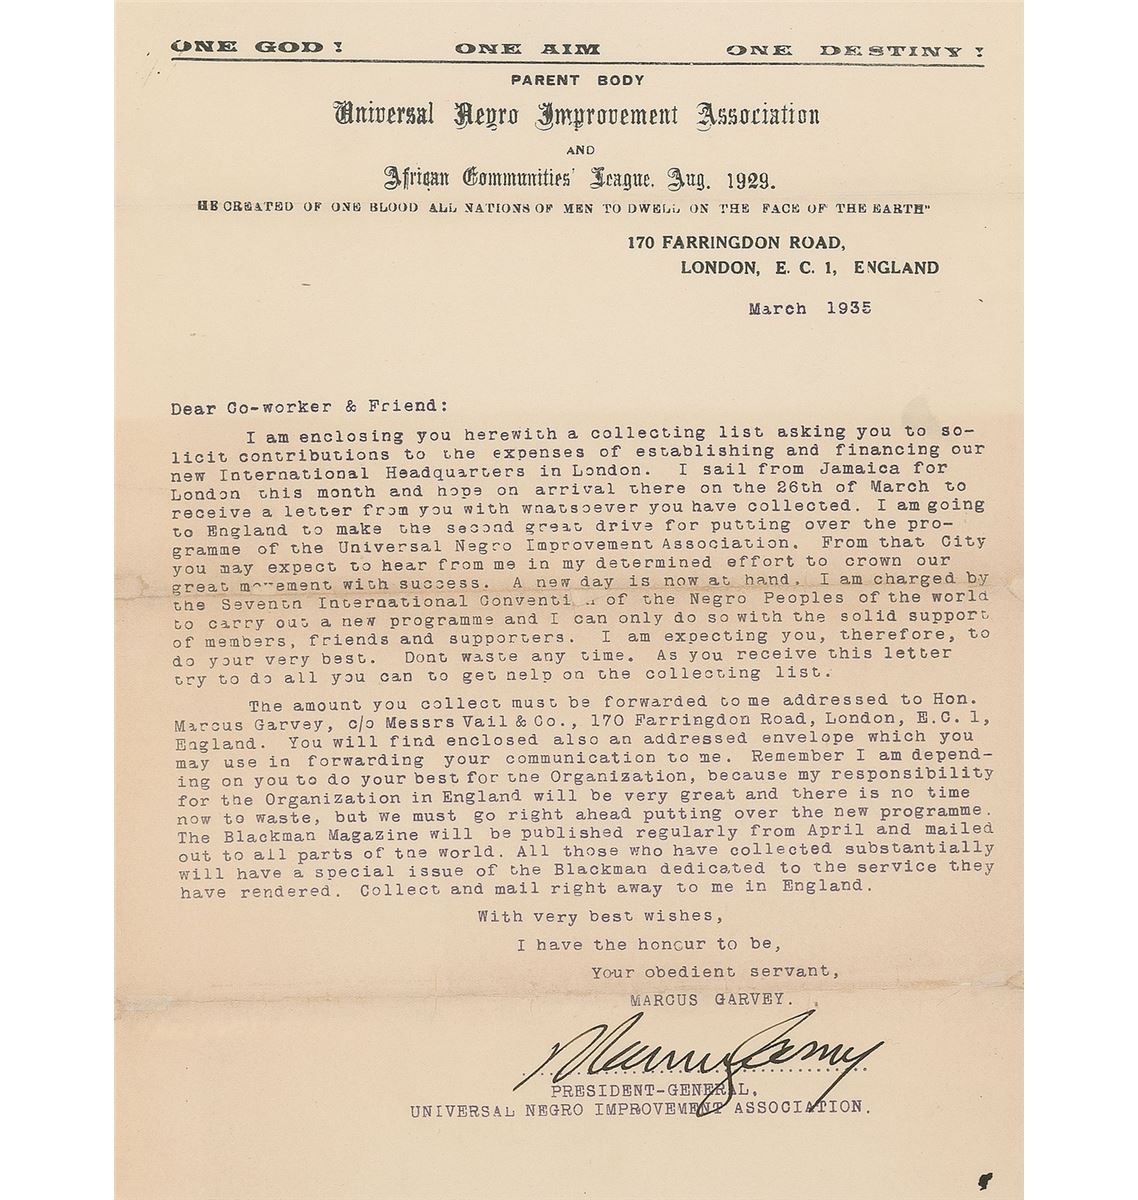 ONE GOD! ONE AIM ONE DESTINY!
PARENT BODY
Universal Negro Improvement Association
AND
African Communities' League. Aug. 1929.
HE CREATED OF ONE BLOOD ALL NATIONS OF MEN TO DWELL ON THE FACE OF THE EARTH"
170 FARRINGDON ROAD,
LONDON, E. C. 1, ENGLAND
March 1935
Dear Co-worker & Friend:
I am enclosing you herewith a collecting list asking you to so-
licit contributions to the expenses of establishing and financing our
new International Headquarters in London. I sail from Jamaica for
London this month and hope on arrival there on the 26th of March to
receive a letter from you with whatsoever you have collected. I am going
to England to make the second great drive for putting over the pro-
gramme of the Universal Negro Improvement Association. From that City
you may expect to hear from me in my determined effort to crown our
great movement with success. A new day is now at hand. I am charged by
the Seventh International Convention of the Negro Peoples of the world
to carry out a new programme and I can only do so with the solid support
of members, friends and supporters. I am expecting you, therefore, to
do your very best. Dont waste any time. As you receive this letter
try to do all you can to get help on the collecting list.
The amount you collect must be forwarded to me addressed to Hon.
Marcus Garvey, c/o Messrs Vail & Co., 170 Farringdon Road, London, E.C. 1,
England. You will find enclosed also an addressed envelope which you
may use in forwarding your communication to me. Remember I am depend-
ing on you to do your best for the Organization, because my responsibility
for the Organization in England will be very great and there is no time
now to waste, but we must go right ahead putting over the new programme.
The Blackman Magazine will be published regularly from April and mailed
out to all parts of the world. All those who have collected substantially
will have a special issue of the Blackman dedicated to the service they
have rendered. Collect and mail right away to me in England.
With very best wishes,
I have the honour to be,
Your obedient servant,
MARCUS GARVEY.
Marcus Garvey
PRESIDENT-GENERAL,
UNIVERSAL NEGRO IMPROVEMENT ASSOCIATION.